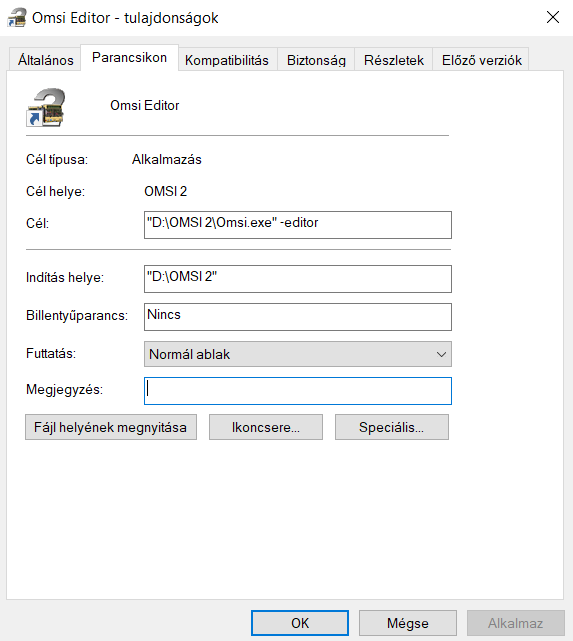 Omsi Editor - tulajdonságok
Általános Parancsikon Kompatibilitás Biztonság Részletek Előző verziók
Omsi Editor
Cél típusa: Alkalmazás
Cél helye: OMSI 2
Cél: "D:\OMSI 2\Omsi.exe" -editor
Indítás helye: "D:\OMSI 2"
Billentyűparancs: Nincs
Futtatás: Normál ablak
Megjegyzés:
Fájl helyének megnyitása Ikoncsere... Speciális...
OK Mégse Alkalmaz